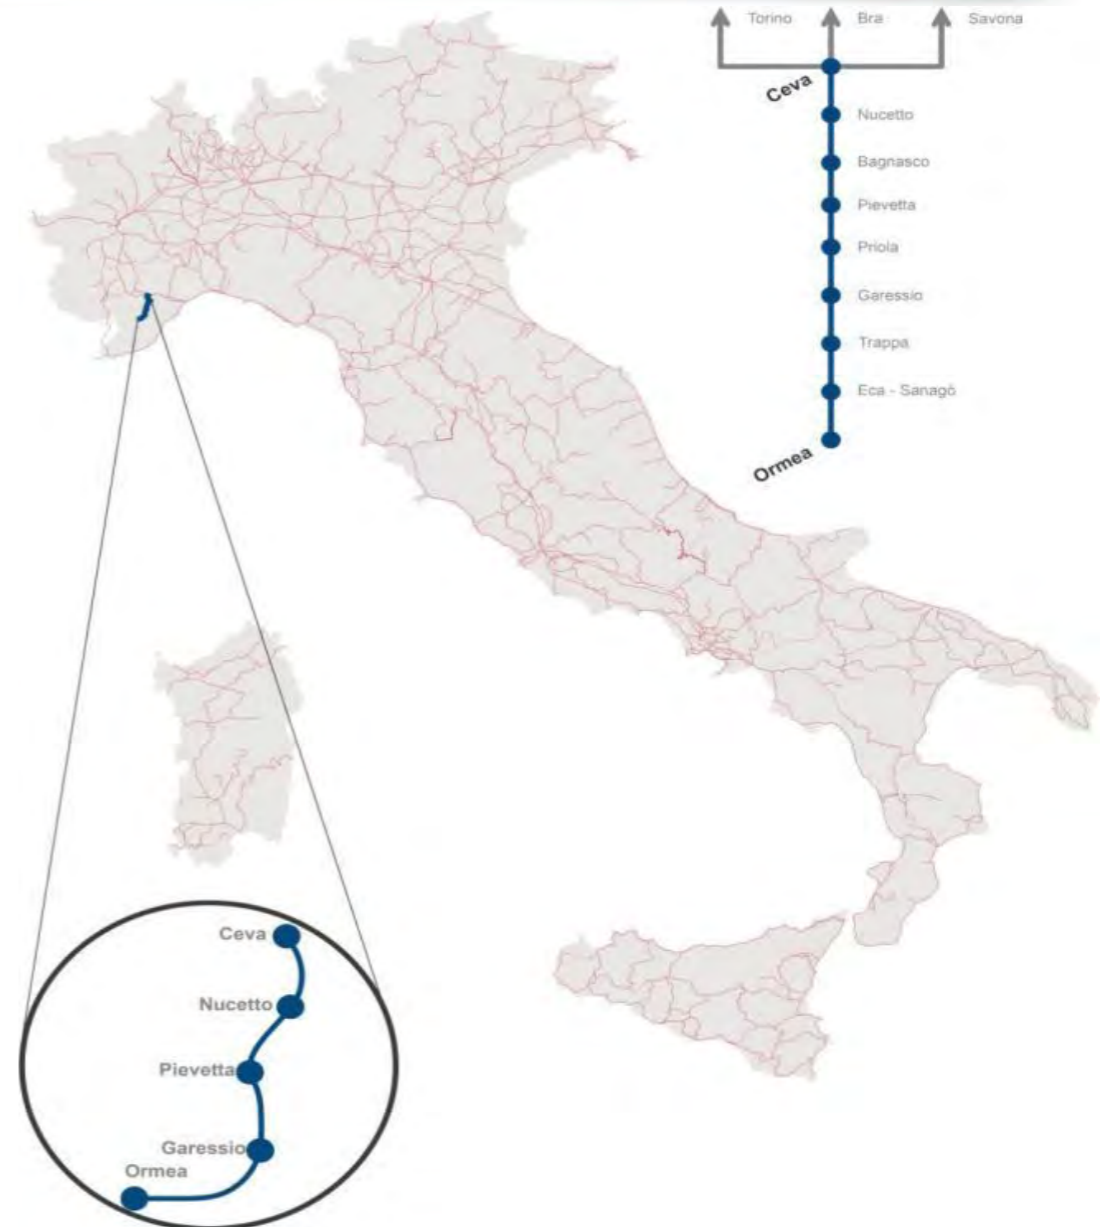 Torino
Bra
Savona
Ceva
Nucetto
Bagnasco
Pievetta
Priola
Garessio
Trappa
Eca - Sanagò
Ormea
Ceva
Nucetto
Pievetta
Garessio
Ormea